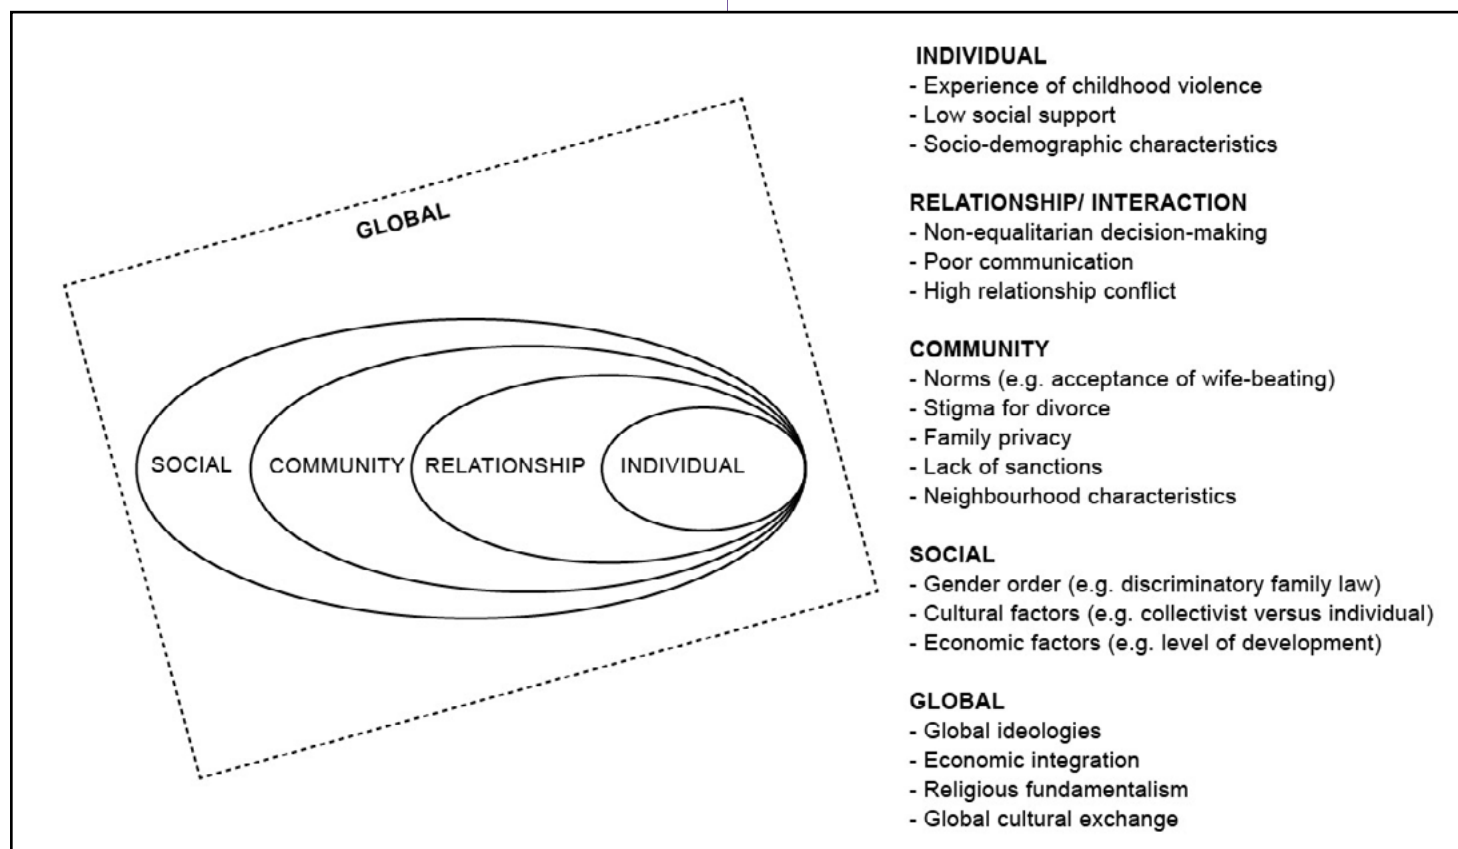 GLOBAL
SOCIAL
COMMUNITY
RELATIONSHIP
INDIVIDUAL
INDIVIDUAL
- Experience of childhood violence
- Low social support
- Socio-demographic characteristics
RELATIONSHIP/ INTERACTION
- Non-equalitarian decision-making
- Poor communication
- High relationship conflict
COMMUNITY
- Norms (e.g. acceptance of wife-beating)
- Stigma for divorce
- Family privacy
- Lack of sanctions
- Neighbourhood characteristics
SOCIAL
- Gender order (e.g. discriminatory family law)
- Cultural factors (e.g. collectivist versus individual)
- Economic factors (e.g. level of development)
GLOBAL
- Global ideologies
- Economic integration
- Religious fundamentalism
- Global cultural exchange